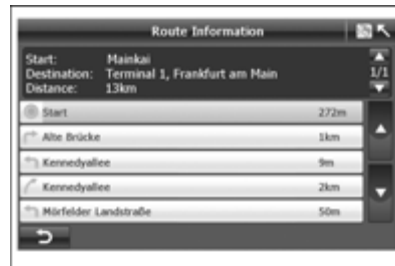 Route Information
Start: Mainkai
Destination: Terminal 1, Frankfurt am Main
Distance: 13km
1/1
Start 272m
Alte Brücke 1km
Kennedyallee 9m
Kennedyallee 2km
Mörfelder Landstraße 50m